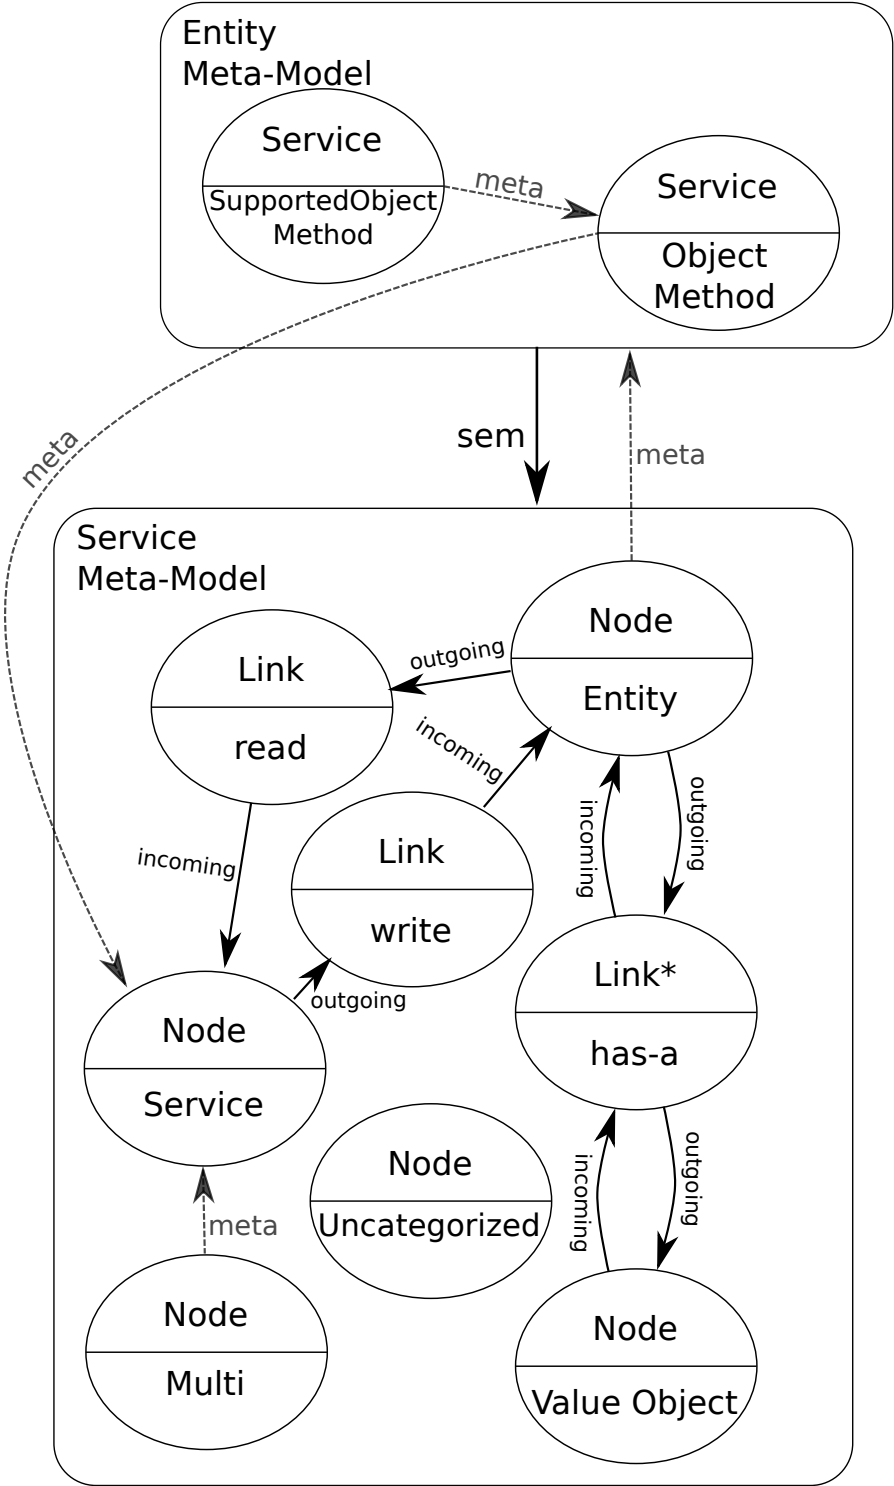 Entity
Meta-Model
Service
SupportedObject
Method
meta
Service
Object
Method
meta
sem
meta
Service
Meta-Model
Node
Entity
outgoing
Link
read
incoming
Link
write
incoming
outgoing
incoming
outgoing
Link*
has-a
Node
Service
Node
Uncategorized
incoming
outgoing
meta
Node
Multi
Node
Value Object